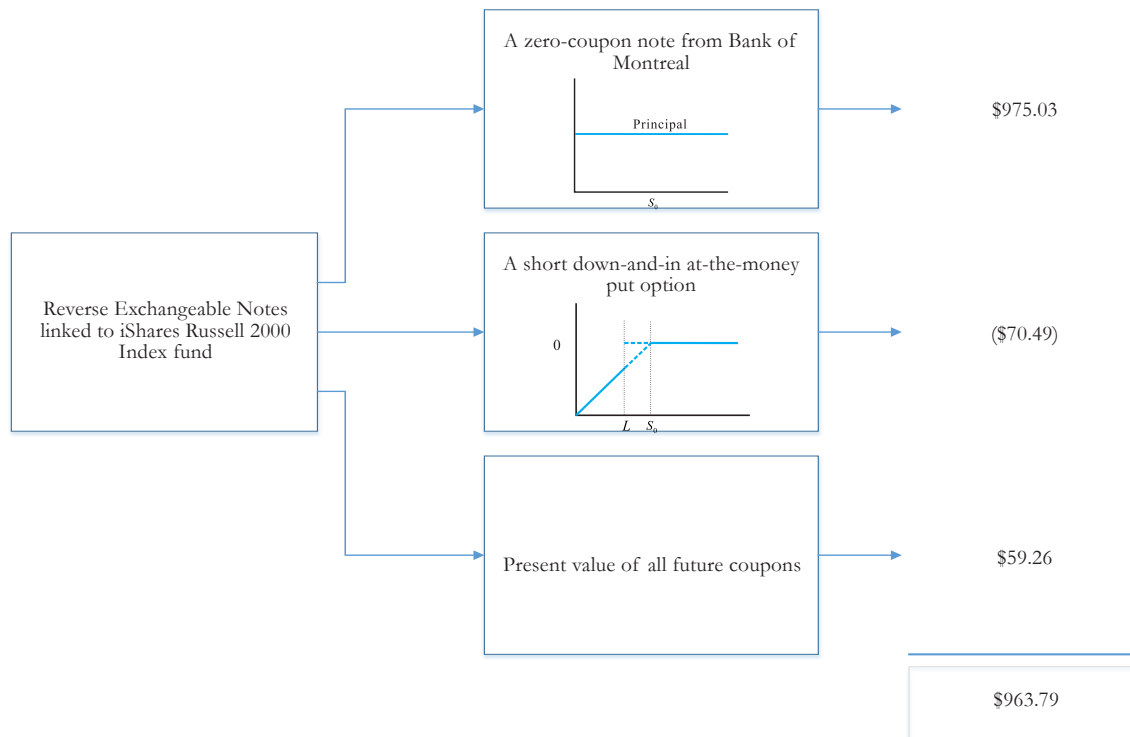 A zero-coupon note from Bank of
Montreal
Principal
S₀
$975.03
Reverse Exchangeable Notes
linked to iShares Russell 2000
Index fund
A short down-and-in at-the-money
put option
0
L S₀
($70.49)
Present value of all future coupons
$59.26
$963.79